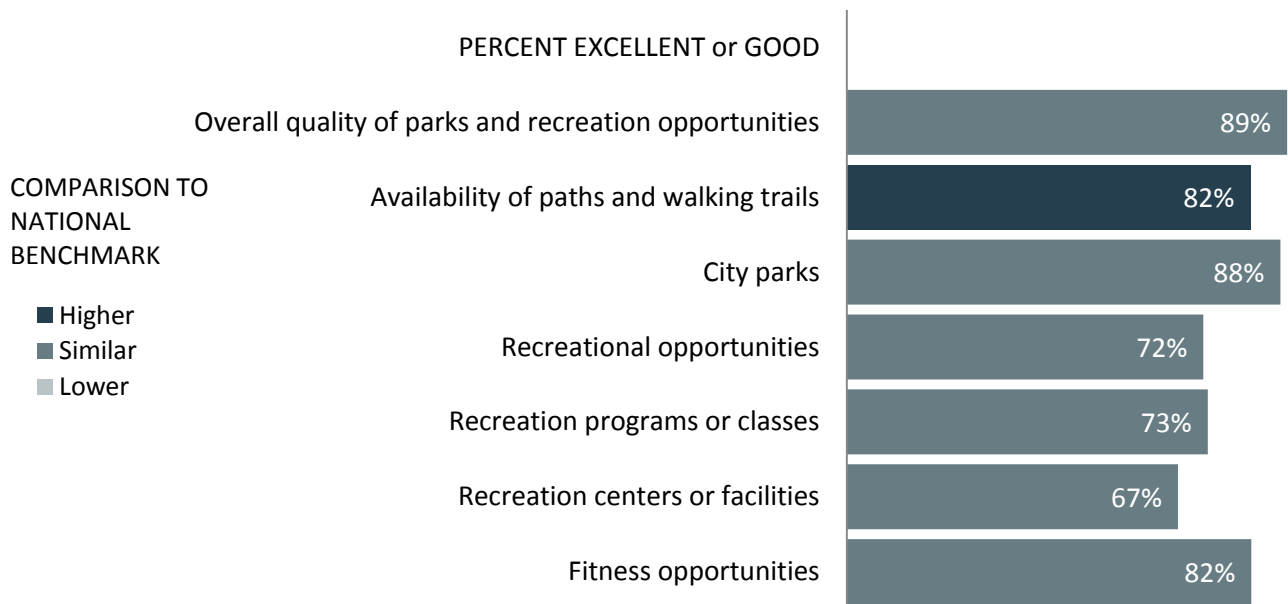 PERCENT EXCELLENT or GOOD
Overall quality of parks and recreation opportunities 89%
Availability of paths and walking trails 82%
City parks 88%
Recreational opportunities 72%
Recreation programs or classes 73%
Recreation centers or facilities 67%
Fitness opportunities 82%
COMPARISON TO
NATIONAL
BENCHMARK
Higher
Similar
Lower